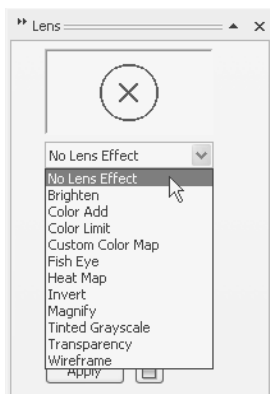 Lens
No Lens Effect
No Lens Effect
Brighten
Color Add
Color Limit
Custom Color Map
Fish Eye
Heat Map
Invert
Magnify
Tinted Grayscale
Transparency
Wireframe
Apply